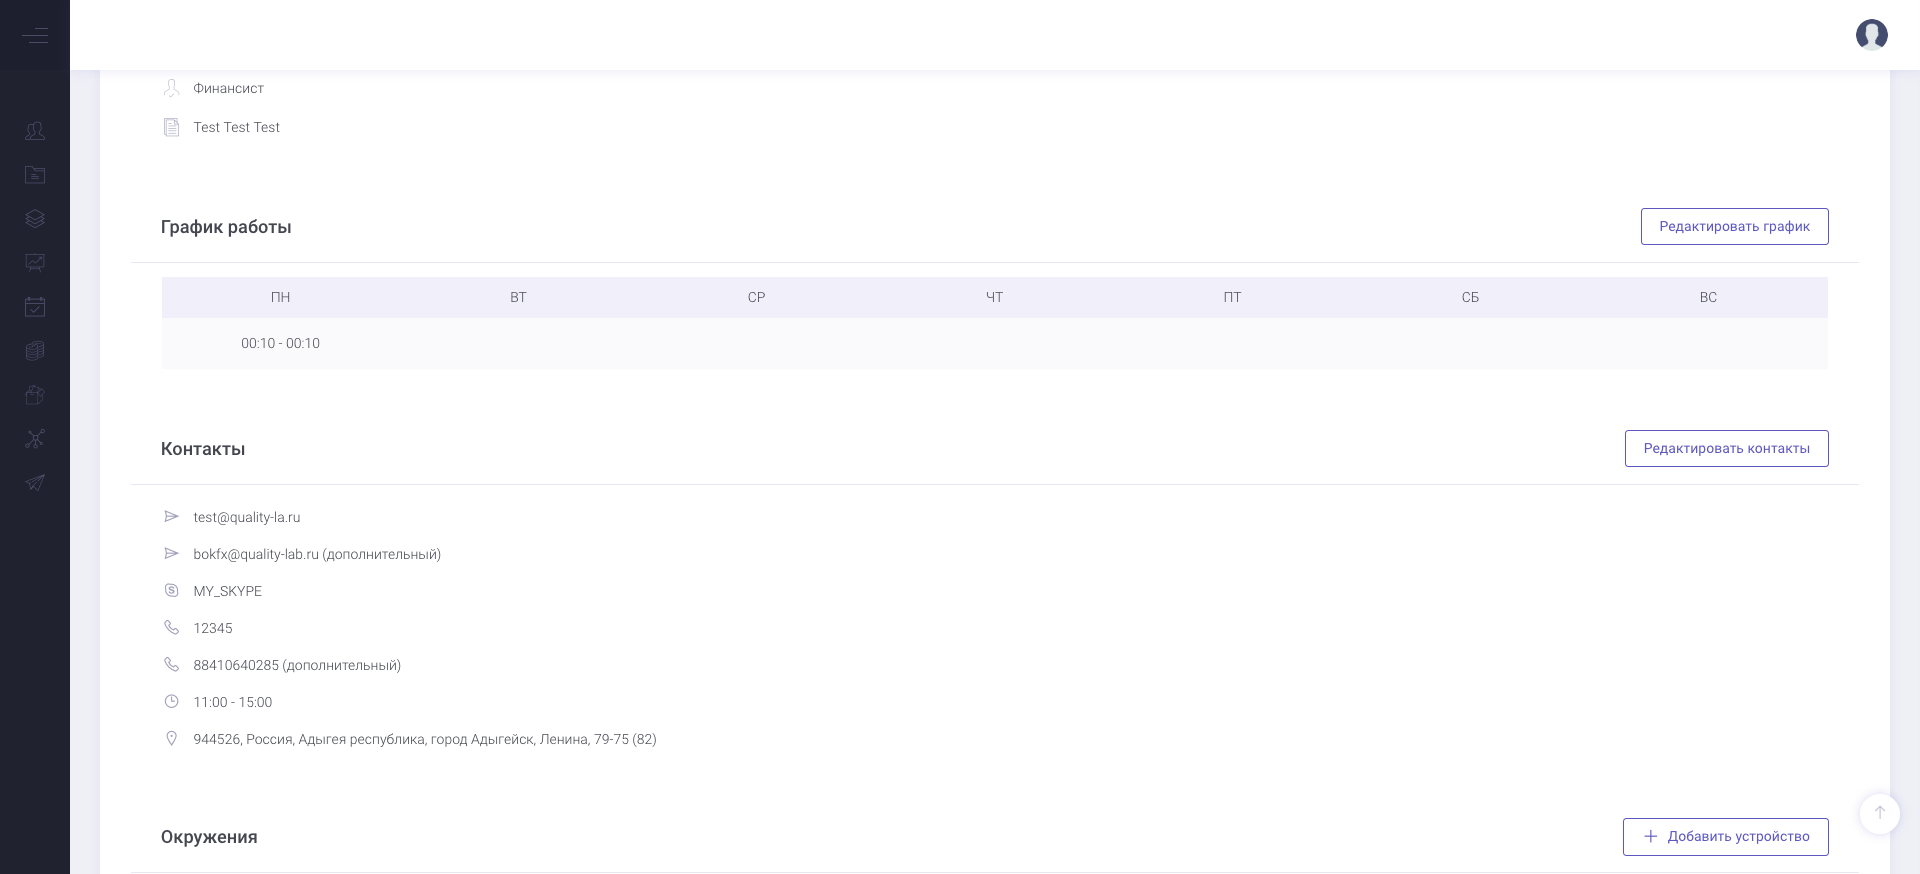 Финансист
Test Test Test
График работы
Редактировать график
ПН ВТ СР ЧТ ПТ СБ ВС
00:10 - 00:10
Контакты
Редактировать контакты
test@quality-la.ru
bokfx@quality-lab.ru (дополнительный)
MY_SKYPE
12345
88410640285 (дополнительный)
11:00 - 15:00
944526, Россия, Адыгея республика, город Адыгейск, Ленина, 79-75 (82)
Окружения
Добавить устройство